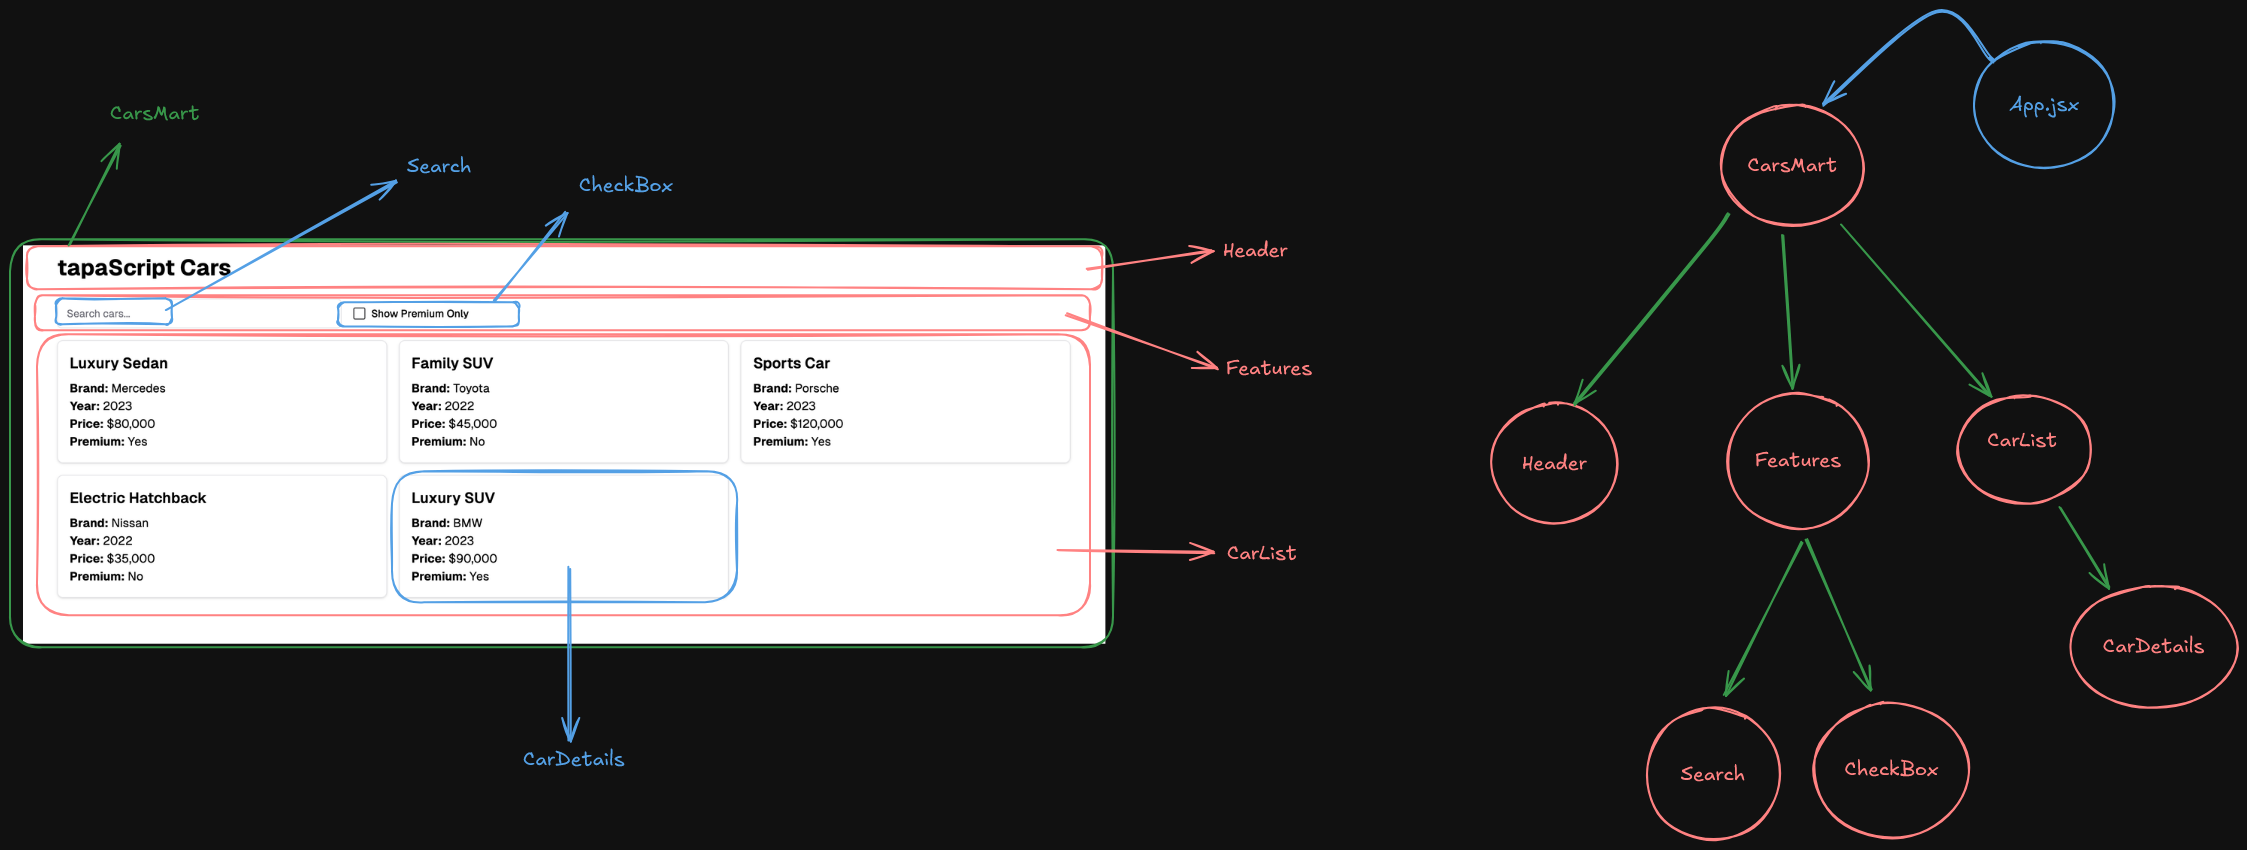 CarsMart
Search
CheckBox
Header
tapaScript Cars
Search cars...
Show Premium Only
Features
Luxury Sedan
Brand: Mercedes
Year: 2023
Price: $80,000
Premium: Yes
Family SUV
Brand: Toyota
Year: 2022
Price: $45,000
Premium: No
Sports Car
Brand: Porsche
Year: 2023
Price: $120,000
Premium: Yes
Electric Hatchback
Brand: Nissan
Year: 2022
Price: $35,000
Premium: No
Luxury SUV
Brand: BMW
Year: 2023
Price: $90,000
Premium: Yes
CarList
CarDetails
App.jsx
CarsMart
Header
Features
CarList
CarDetails
Search
CheckBox